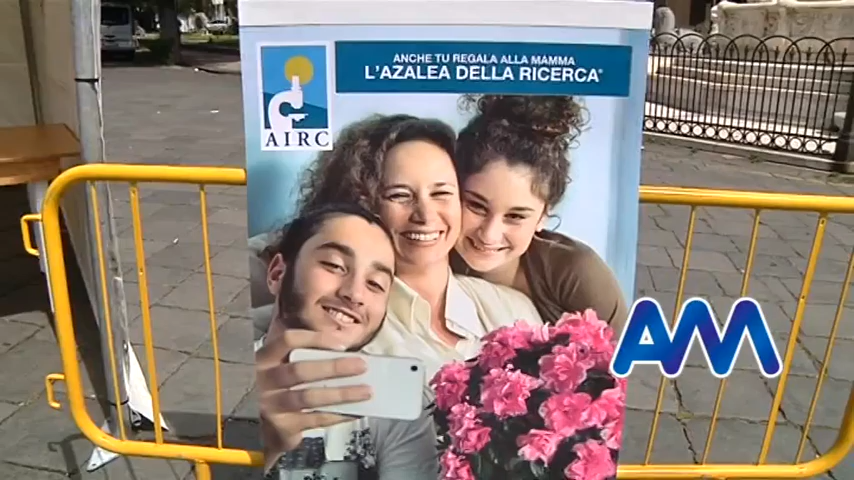 ANCHE TU REGALA ALLA MAMMA
L'AZALEA DELLA RICERCA®
AIRC
AM